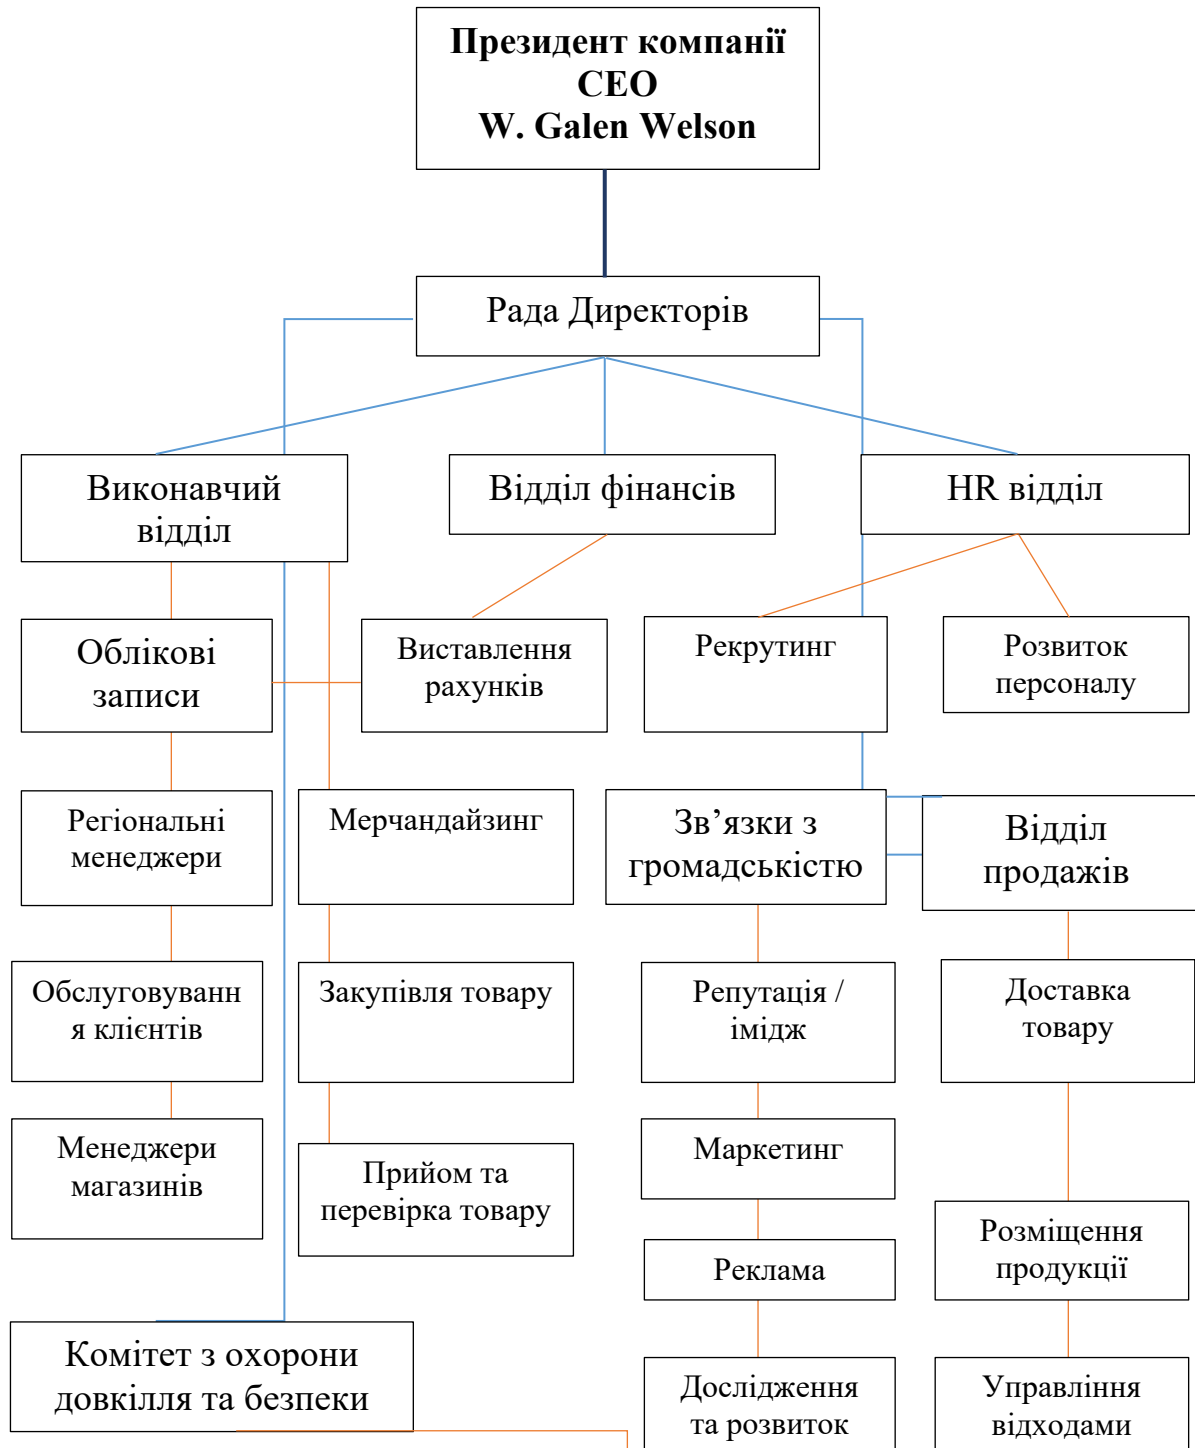 Президент компанії
CEO
W. Galen Welson
Рада Директорів
Виконавчий
відділ
Відділ фінансів
HR відділ
Облікові
записи
Виставлення
рахунків
Рекрутинг
Розвиток
персоналу
Регіональні
менеджери
Мерчандайзинг
Зв’язки з
громадськістю
Відділ
продажів
Обслуговуванн
я клієнтів
Закупівля товару
Репутація /
імідж
Доставка
товару
Менеджери
магазинів
Прийом та
перевірка товару
Маркетинг
Розміщення
продукції
Реклама
Комітет з охорони
довкілля та безпеки
Дослідження
та розвиток
Управління
відходами